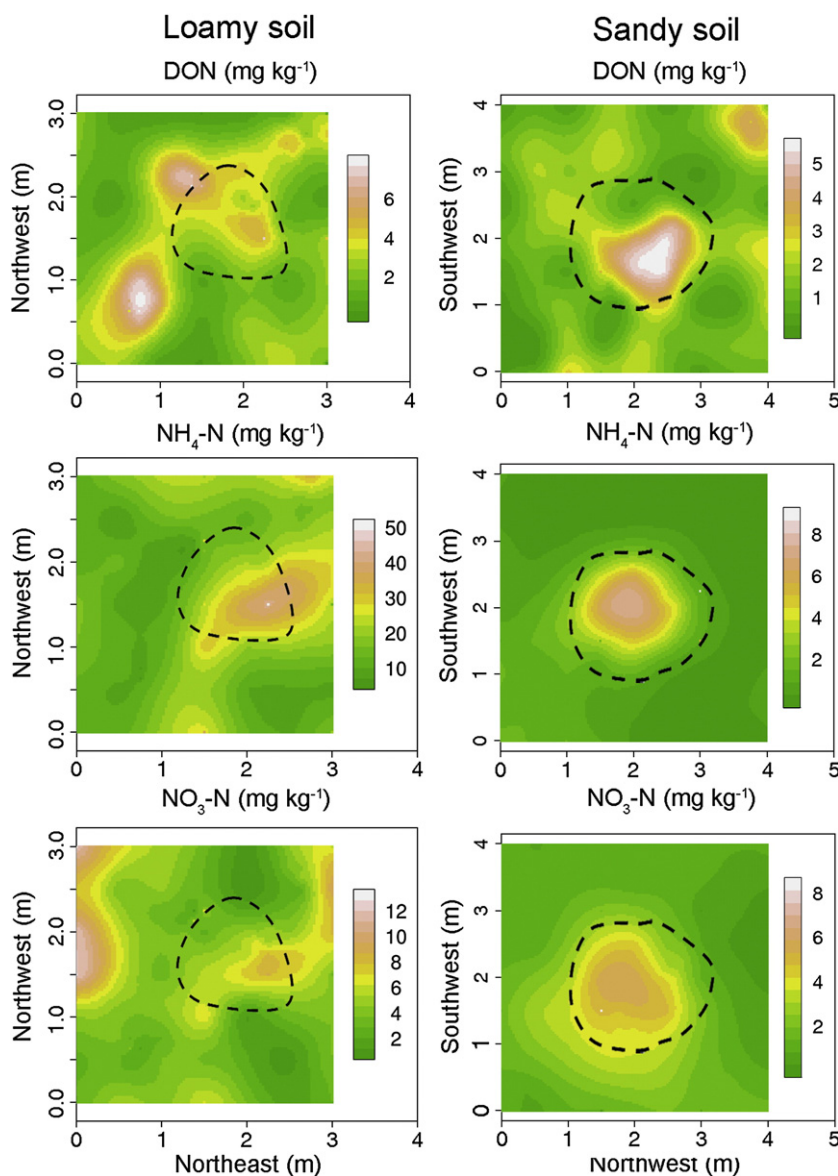 Loamy soil
Sandy soil
DON (mg kg⁻¹)
DON (mg kg⁻¹)
Northwest (m)
0.0 1.0 2.0 3.0
0 1 2 3 4
2 4 6
Southwest (m)
0 1 2 3 4
0 1 2 3 4 5
1 2 3 4 5
NH₄-N (mg kg⁻¹)
NH₄-N (mg kg⁻¹)
Northwest (m)
0.0 1.0 2.0 3.0
0 1 2 3 4
10 20 30 40 50
Southwest (m)
0 1 2 3 4
0 1 2 3 4 5
2 4 6 8
NO₃-N (mg kg⁻¹)
NO₃-N (mg kg⁻¹)
Northwest (m)
0.0 1.0 2.0 3.0
0 1 2 3 4
2 4 6 8 10 12
Northeast (m)
Southwest (m)
0 1 2 3 4
0 1 2 3 4 5
2 4 6 8
Northwest (m)